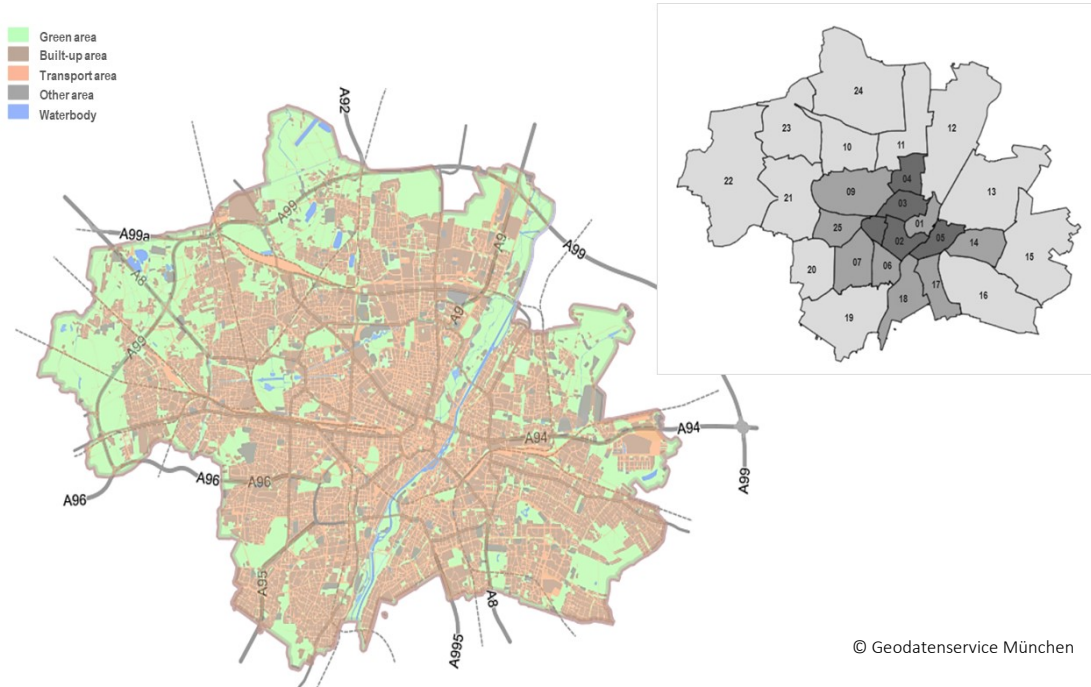 Green area
Built-up area
Transport area
Other area
Waterbody
A92
A99a
A99
A8
A9
A99
A9
A99
A94
A94
A99
A96
A96
A96
A95
A995
A8
24
23
10
11
12
22
21
09
04
03
13
01
25
02
05
14
15
20
07
06
18
17
16
19
© Geodatenservice München